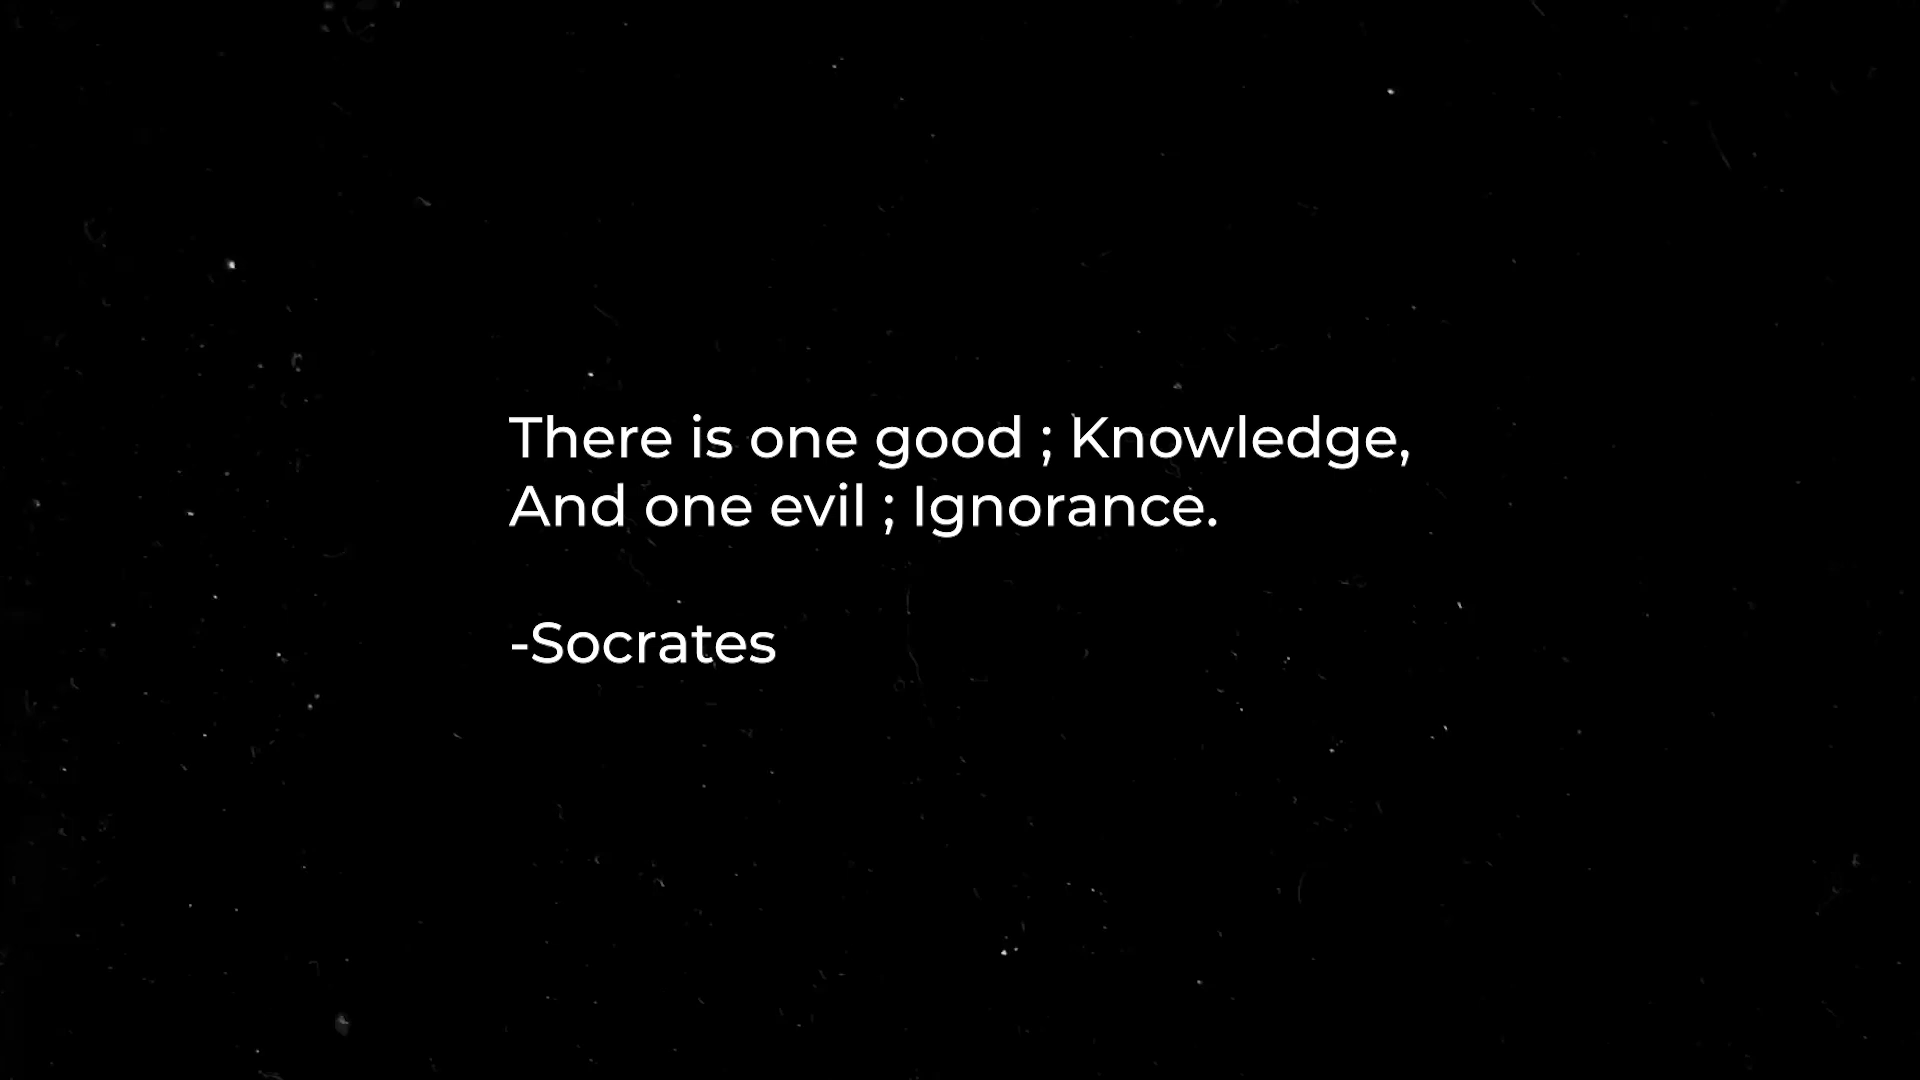 There is one good ; Knowledge,
And one evil ; Ignorance.
-Socrates